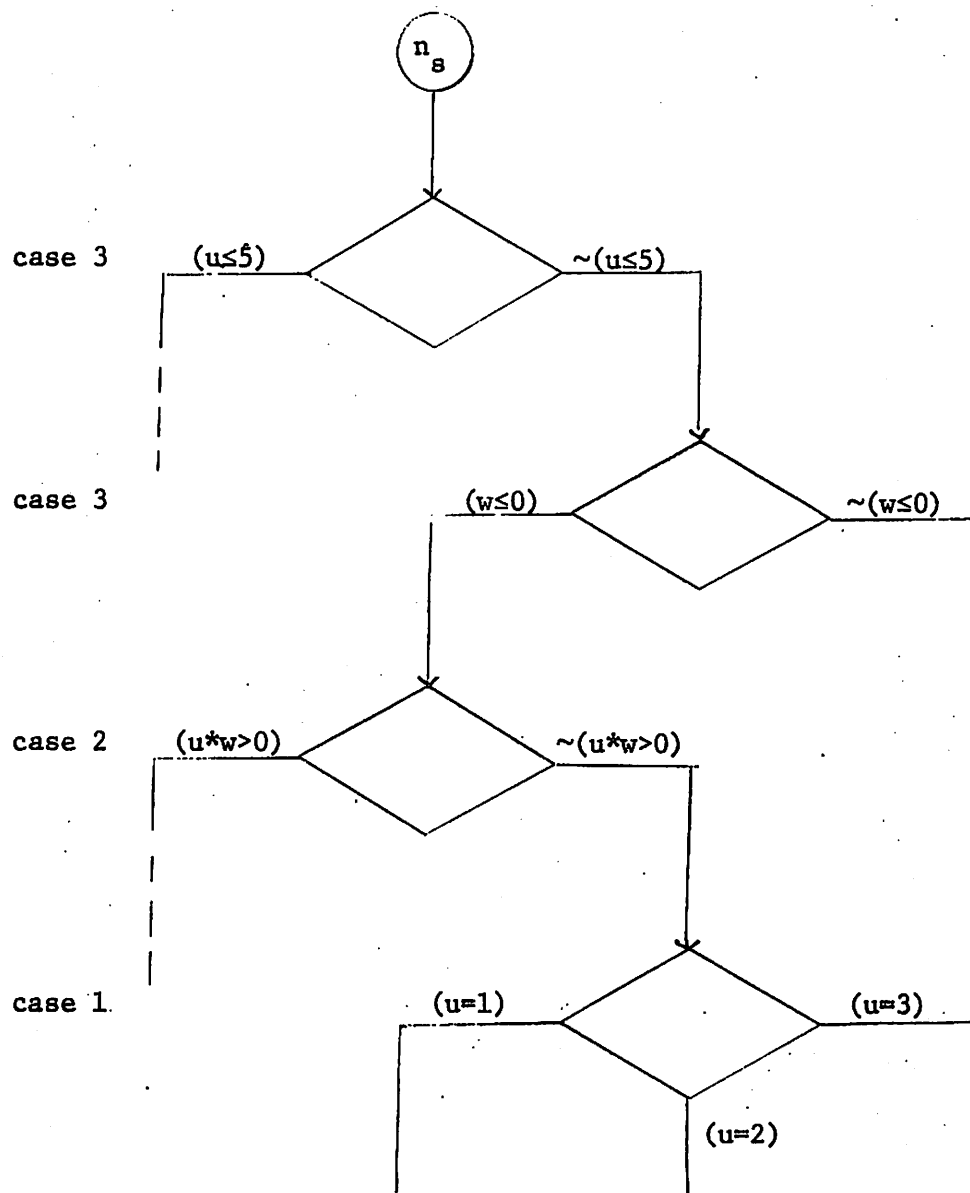 n_s
case 3 (u≤5) ~(u≤5)
case 3 (w≤0) ~(w≤0)
case 2 (u*w>0) ~(u*w>0)
case 1 (u=1) (u=3)
(u=2)